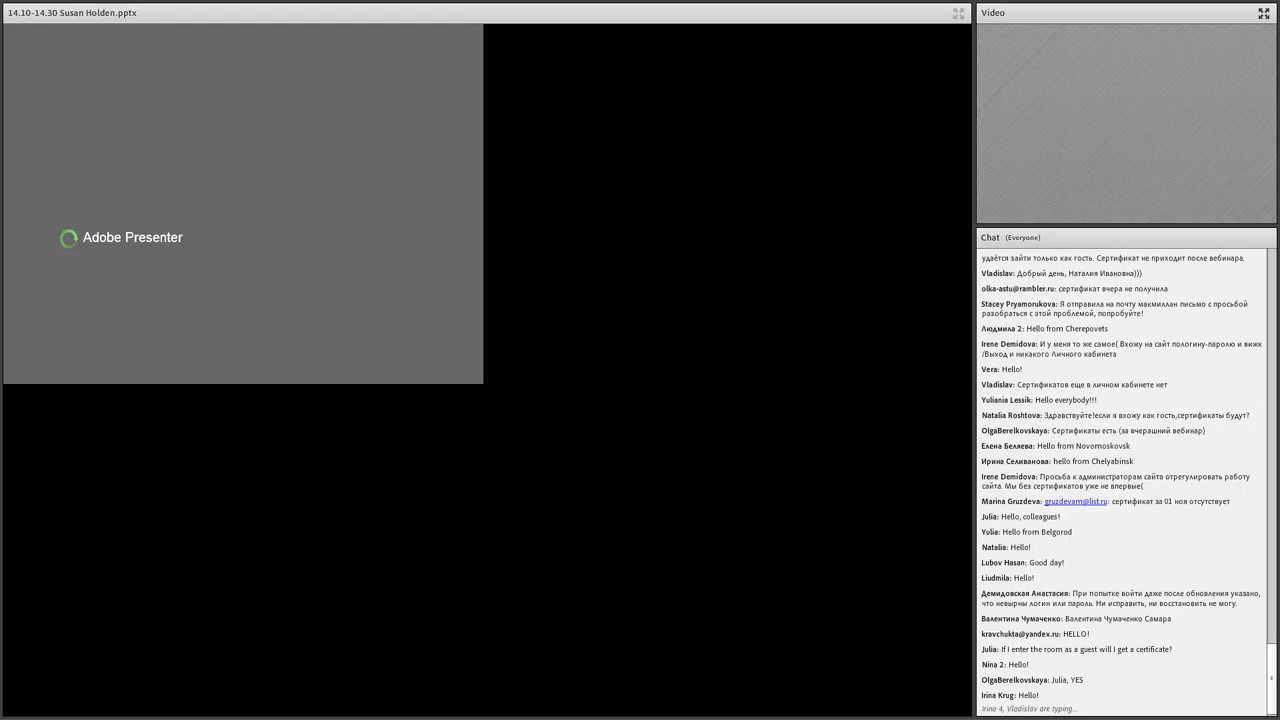 14.10-14.30 Susan Holden.pptx
Adobe Presenter
Video
Chat (Everyone)
удаётся зайти только как гость. Сертификат не приходит после вебинара.
Vladislav: Добрый день, Наталия Ивановна)))
olka-astu@rambler.ru: сертификат вчера не получила
Stacey Pryamorukova: Я отправила на почту макмиллан письмо с просьбой
разобраться с этой проблемой, попробуйте!
Людмила 2: Hello from Cherepovets
Irene Demidova: И у меня то же самое( Вхожу на сайт пологину-паролю и вижк
/Выход и никакого Личного кабинета
Vera: Hello!
Vladislav: Сертификатов еще в личном кабинете нет
Yuliania Lessik: Hello everybody!!!
Natalia Roshtova: Здравствуйте!если я вхожу как гость,сертификаты будут?
OlgaBerelkovskaya: Сертификаты есть (за вчерашний вебинар)
Елена Беляева: Hello from Novomoskovsk
Ирина Селиванова: hello from Chelyabinsk
Irene Demidova: Просьба к администраторам сайта отрегулировать работу
сайта. Мы без сертификатов уже не впервые(
Marina Gruzdeva: gruzdevam@list.ru: сертификат за 01 ноя отсутствует
Julia: Hello, colleagues!
Yulia: Hello from Belgorod
Natalia: Hello!
Lubov Hasan: Good day!
Liudmila: Hello!
Демидовская Анастасия: При попытке войти даже после обновления указано,
что невырны логин или пароль. Ни исправить, ни восстановить не могу.
Валентина Чумаченко: Валентина Чумаченко Самара
kravchukta@yandex.ru: HELLO!
Julia: If I enter the room as a guest will I get a certificate?
Nina 2: Hello!
OlgaBerelkovskaya: Julia, YES
Irina Krug: Hello!
Irina 4, Vladislav are typing...